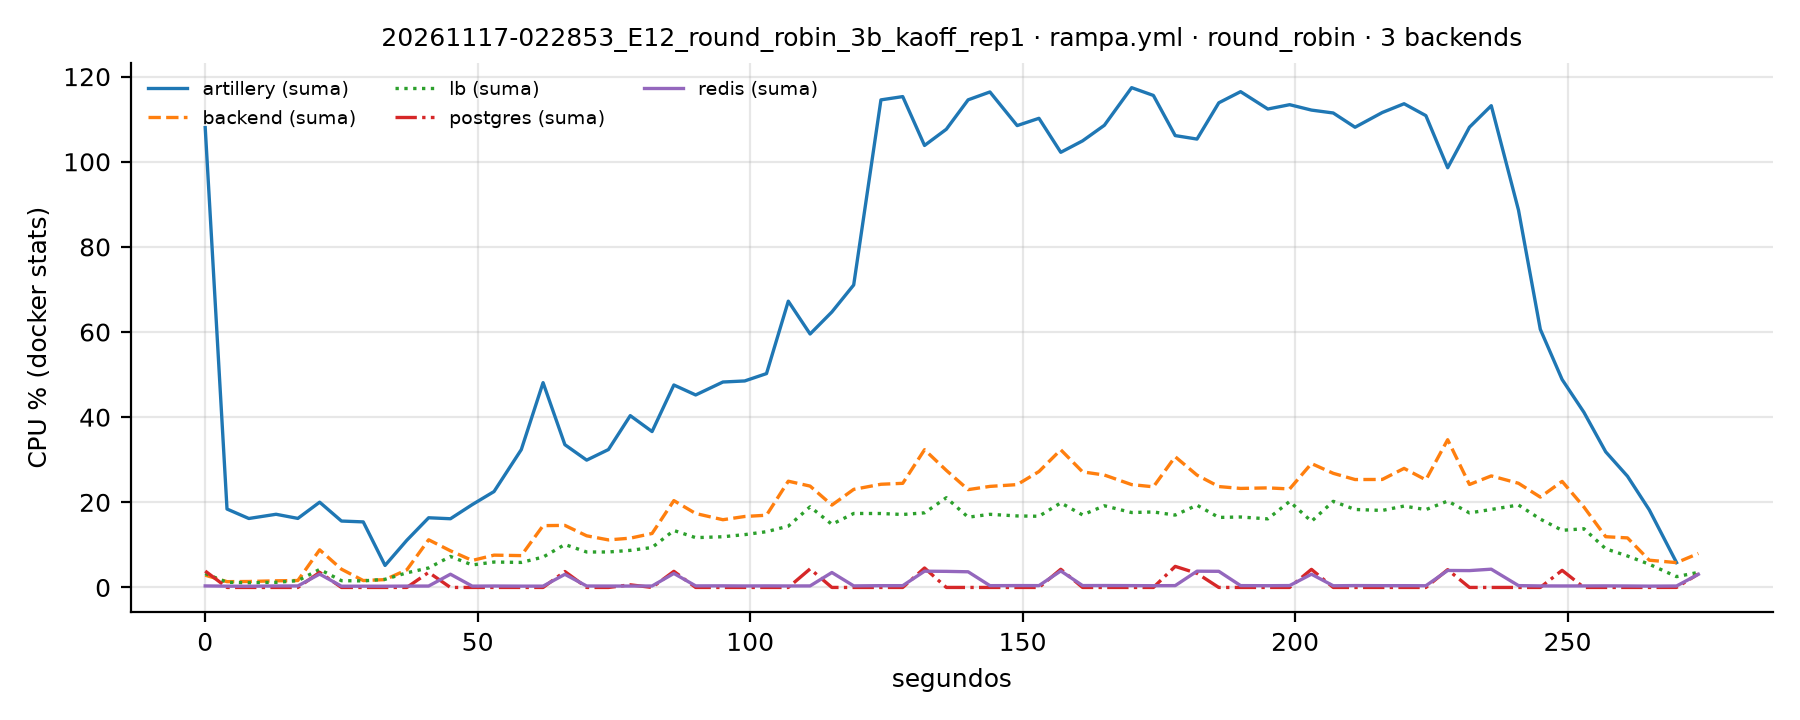 20261117-022853_E12_round_robin_3b_kaoff_rep1 · rampa.yml · round_robin · 3 backends
CPU % (docker stats)
120
100
80
60
40
20
0
artillery (suma)
backend (suma)
lb (suma)
postgres (suma)
redis (suma)
0
50
100
150
200
250
segundos